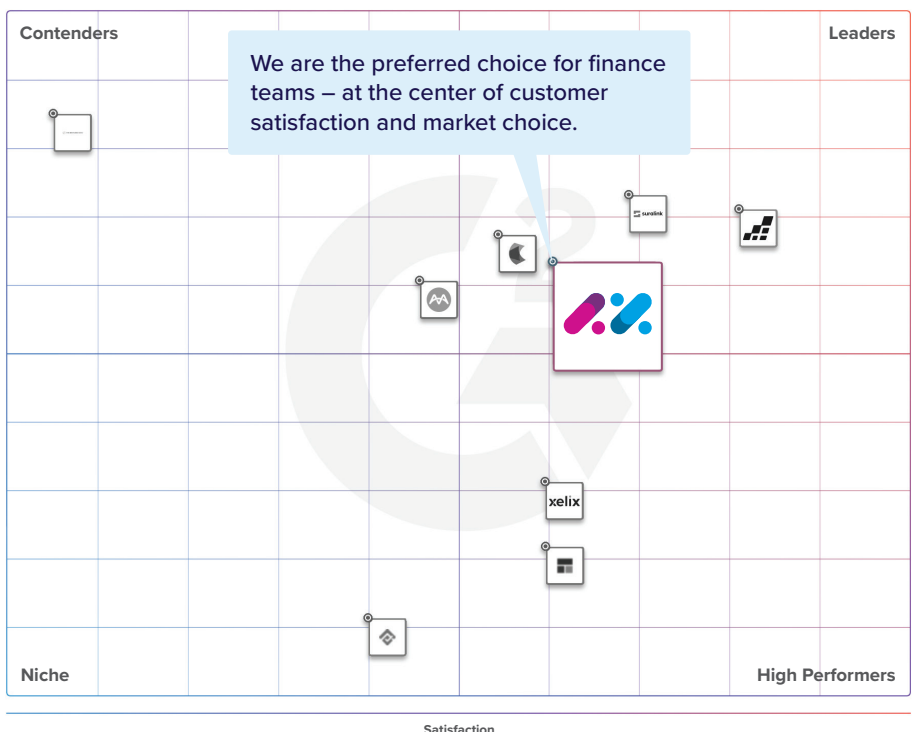 Contenders
Leaders
We are the preferred choice for finance
teams – at the center of customer
satisfaction and market choice.
suralink
xelix
Niche
High Performers
Satisfaction